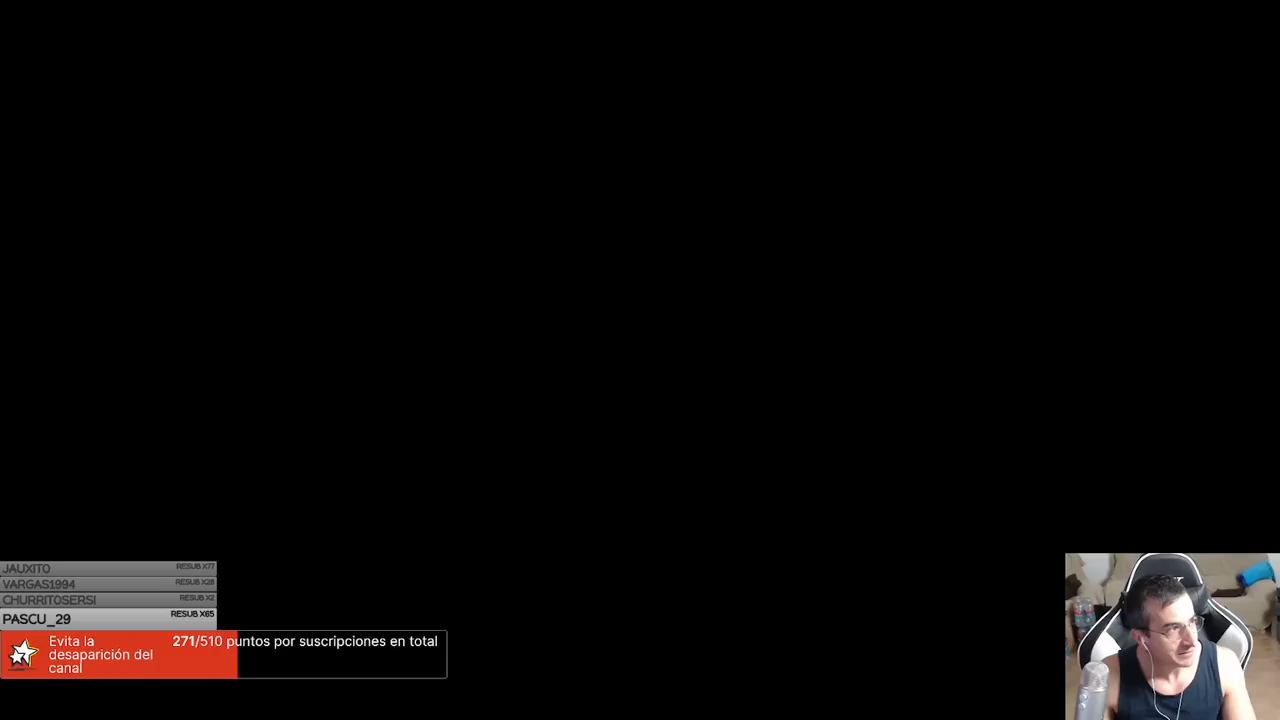 JAUXITO RESUB X77
VARGAS1994 RESUB X28
CHURRITOSERSI RESUB X2
PASCU_29 RESUB X65
Evita la desaparición del canal
271/510 puntos por suscripciones en total